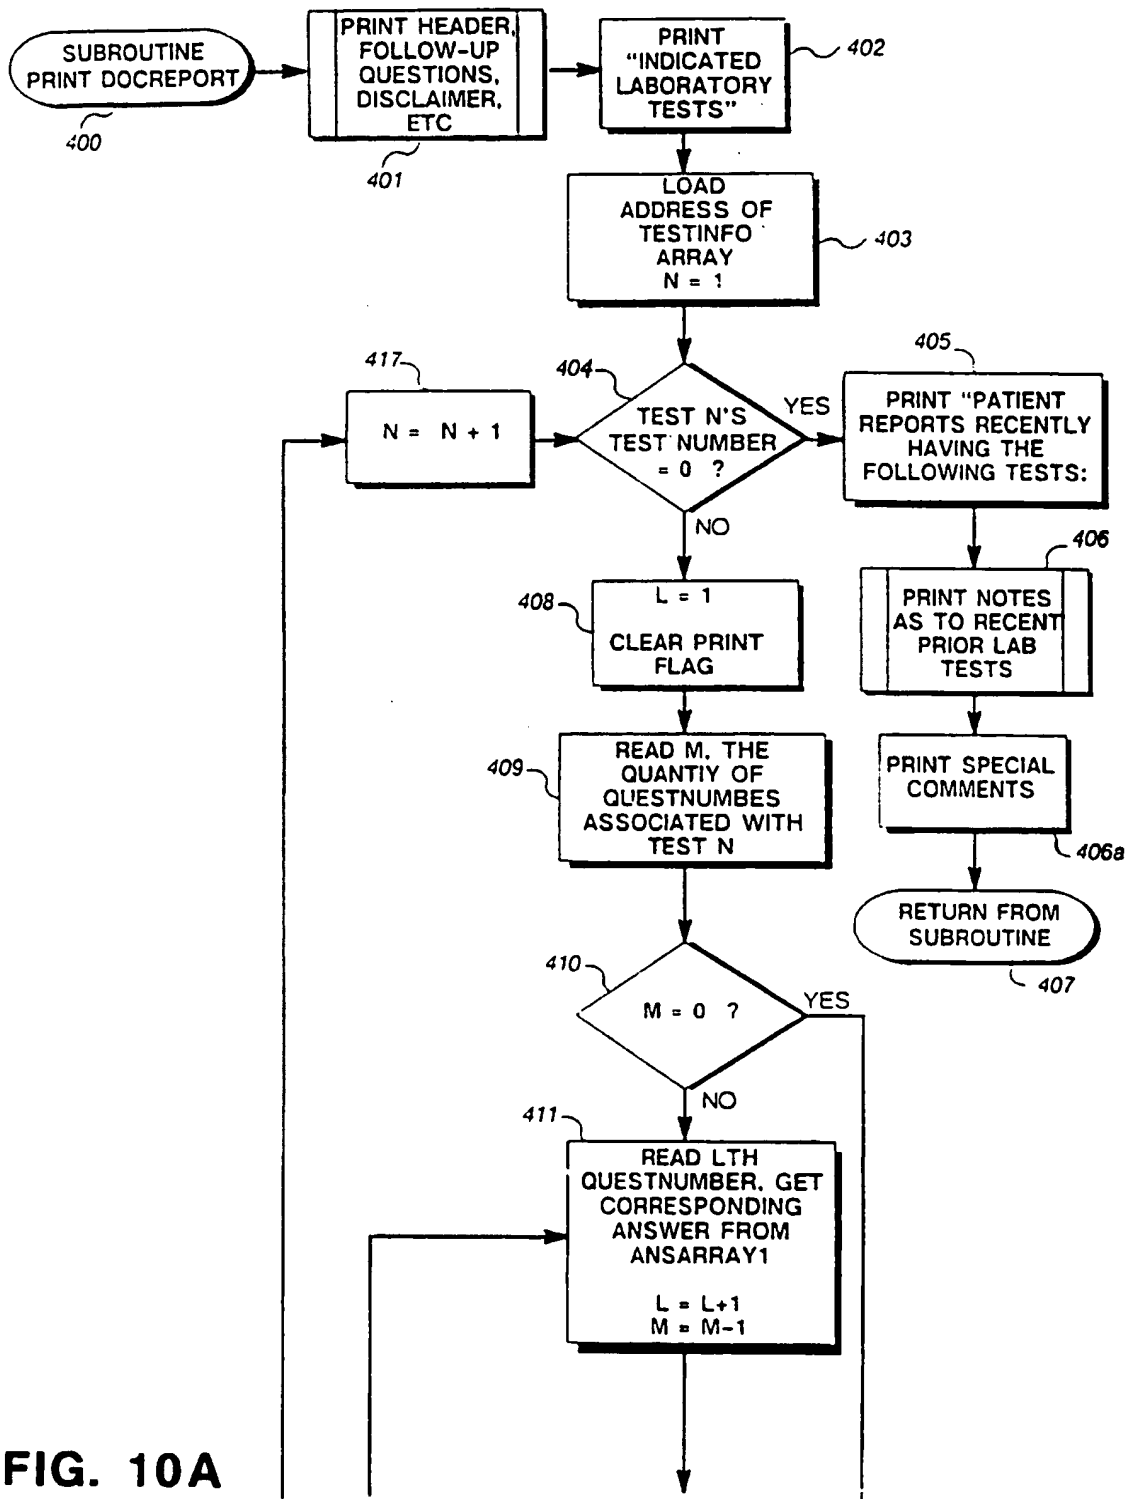 SUBROUTINE
PRINT DOCREPORT
400
PRINT HEADER,
FOLLOW-UP
QUESTIONS,
DISCLAIMER,
ETC
401
PRINT
"INDICATED
LABORATORY
TESTS"
402
LOAD
ADDRESS OF
TESTINFO
ARRAY
N = 1
403
417
N = N + 1
404
TEST N'S
TEST NUMBER
= 0 ?
YES
NO
405
PRINT "PATIENT
REPORTS RECENTLY
HAVING THE
FOLLOWING TESTS:
406
PRINT NOTES
AS TO RECENT
PRIOR LAB
TESTS
PRINT SPECIAL
COMMENTS
406a
RETURN FROM
SUBROUTINE
407
408
L = 1
CLEAR PRINT
FLAG
409
READ M, THE
QUANTIY OF
QUESTNUMBES
ASSOCIATED WITH
TEST N
410
M = 0 ?
YES
NO
411
READ LTH
QUESTNUMBER. GET
CORRESPONDING
ANSWER FROM
ANSARRAY1
L = L+1
M = M-1
FIG. 10A